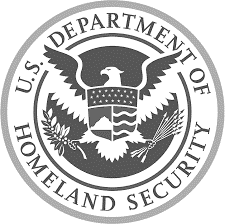 U.S. DEPARTMENT OF
HOMELAND SECURITY